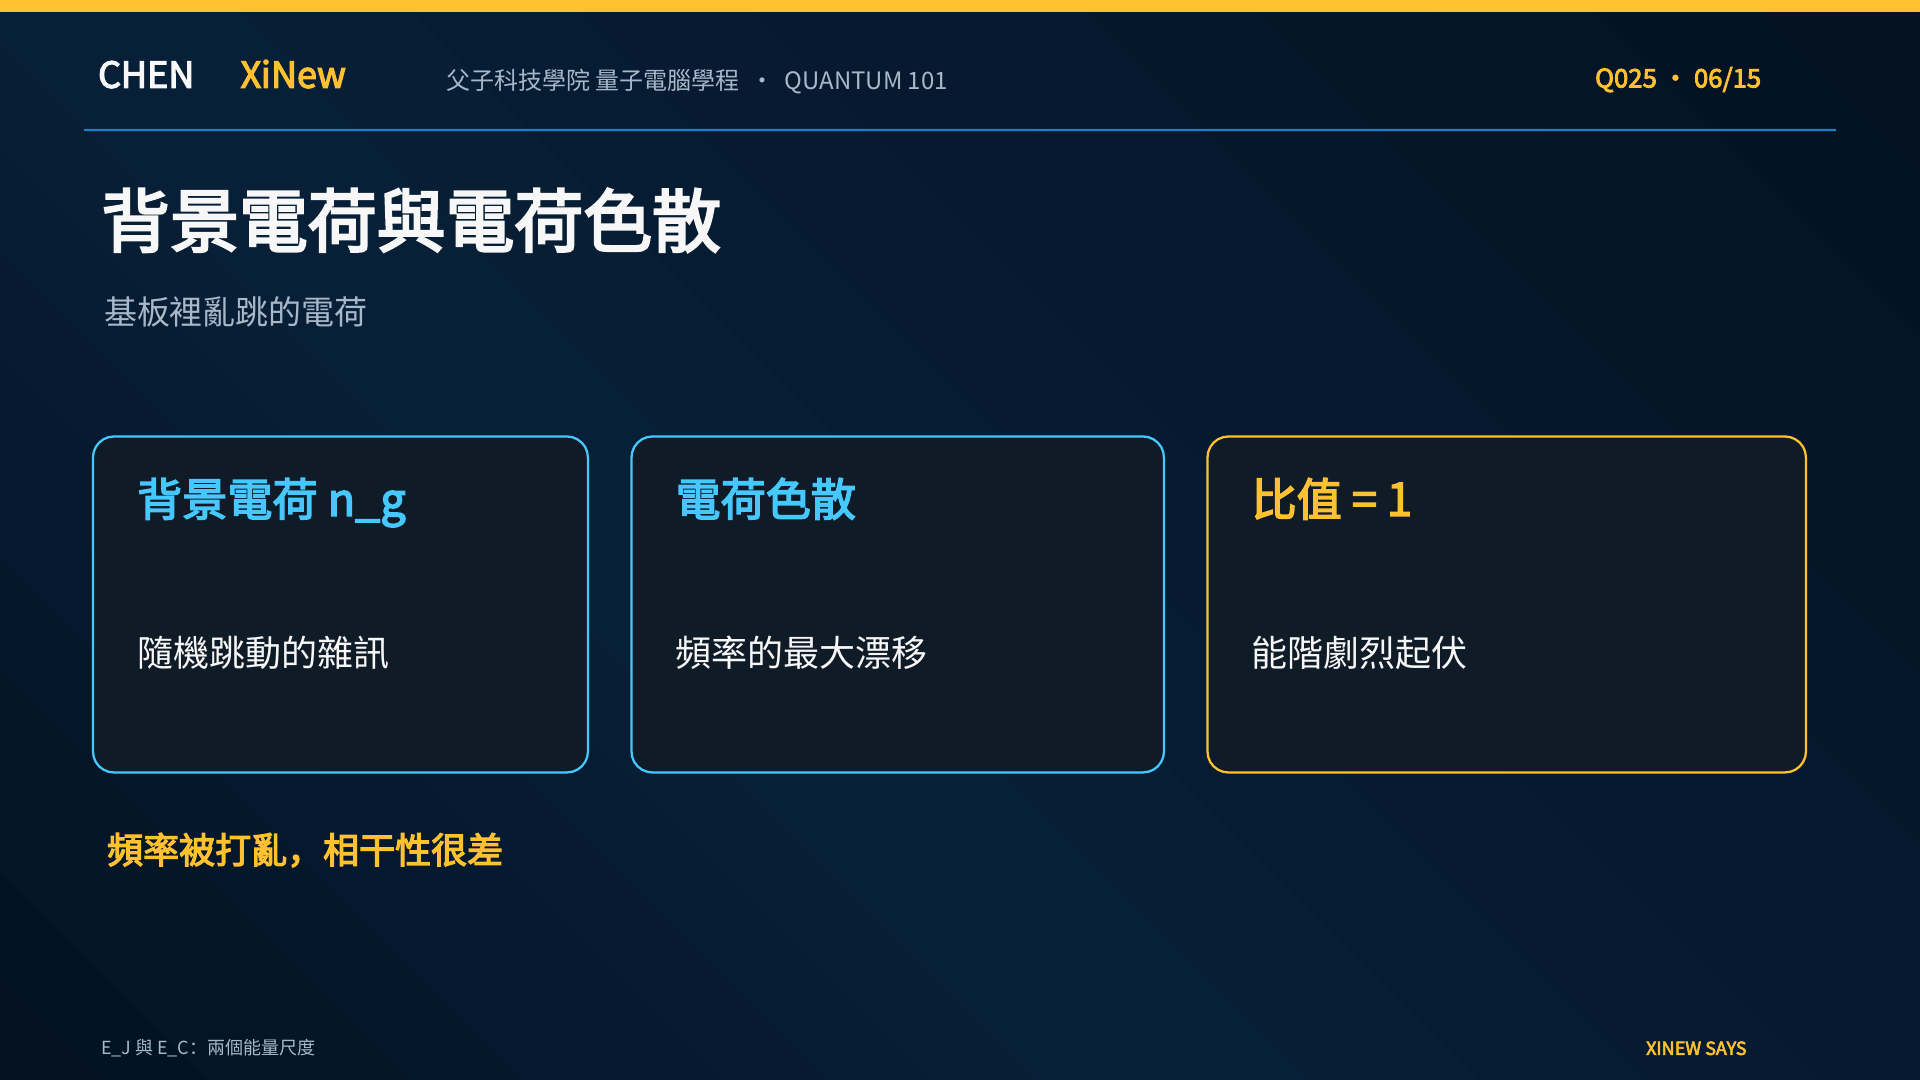 CHEN XiNew 父子科技學院 量子電腦學程 • QUANTUM 101 Q025 • 06/15
背景電荷與電荷色散
基板裡亂跳的電荷
背景電荷 n_g
隨機跳動的雜訊
電荷色散
頻率的最大漂移
比值 = 1
能階劇烈起伏
頻率被打亂，相干性很差
E_J 與 E_C：兩個能量尺度
XINEW SAYS